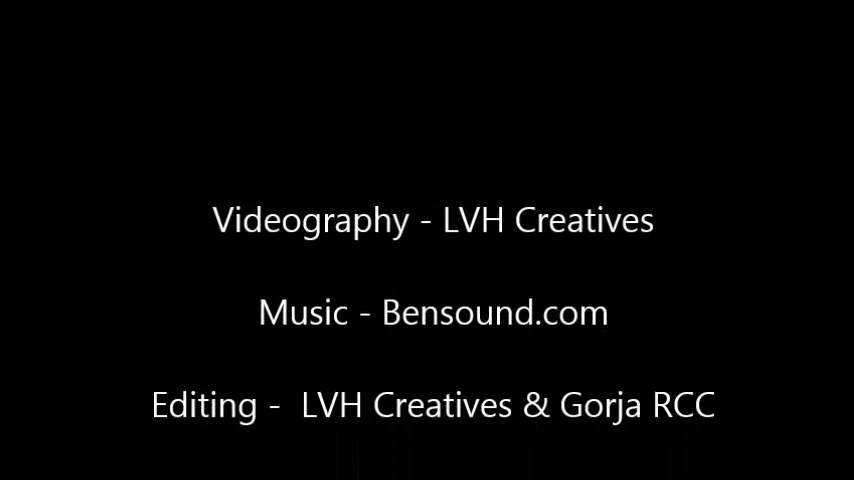 Videography - LVH Creatives
Music - Bensound.com
Editing -  LVH Creatives & Gorja RCC